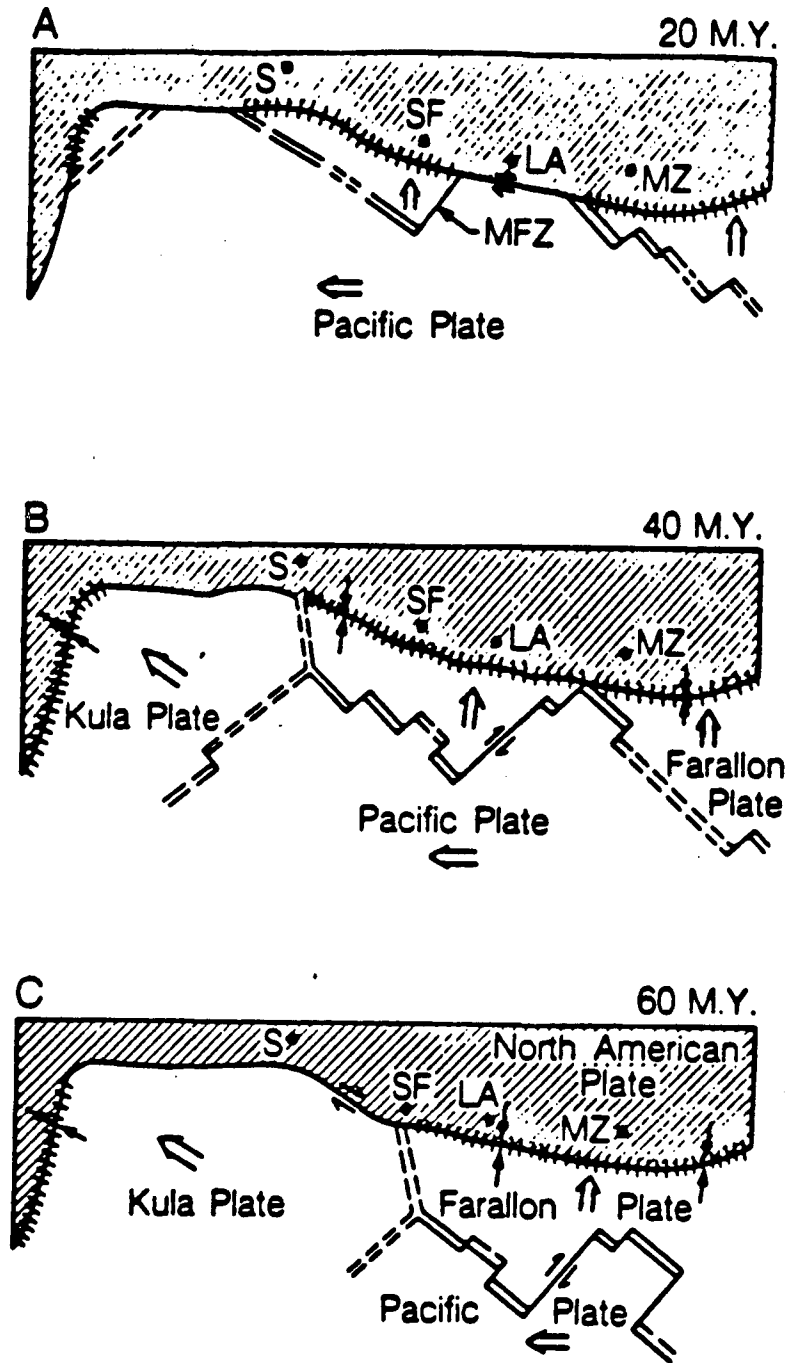 A
20 M.Y.
S
SF
LA
MZ
MFZ
Pacific Plate
B
40 M.Y.
S
SF
LA
MZ
Kula Plate
Farallon
Plate
Pacific Plate
C
60 M.Y.
S
North American
Plate
SF
LA
MZ
Kula Plate
Farallon Plate
Pacific Plate